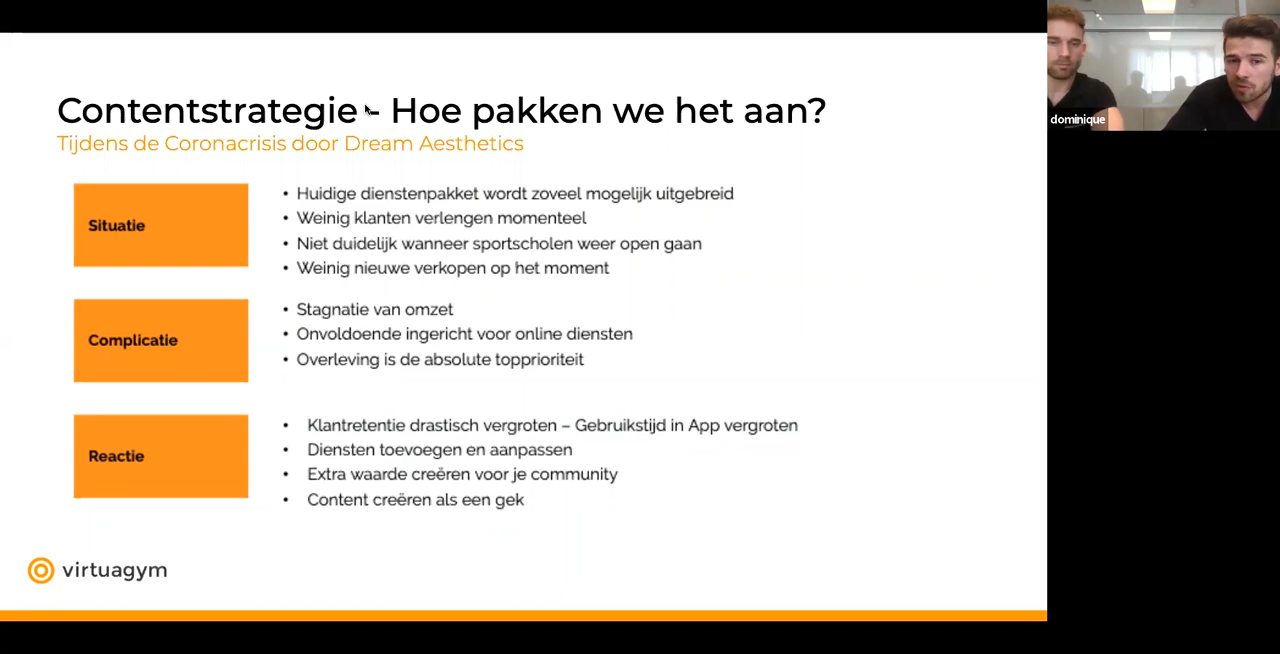 Contentstrategie - Hoe pakken we het aan?
Tijdens de Coronacrisis door Dream Aesthetics
Situatie
• Huidige dienstenpakket wordt zoveel mogelijk uitgebreid
• Weinig klanten verlengen momenteel
• Niet duidelijk wanneer sportscholen weer open gaan
• Weinig nieuwe verkopen op het moment
Complicatie
• Stagnatie van omzet
• Onvoldoende ingericht voor online diensten
• Overleving is de absolute topprioriteit
Reactie
• Klantretentie drastisch vergroten – Gebruikstijd in App vergroten
• Diensten toevoegen en aanpassen
• Extra waarde creëren voor je community
• Content creëren als een gek
virtuagym
dominique